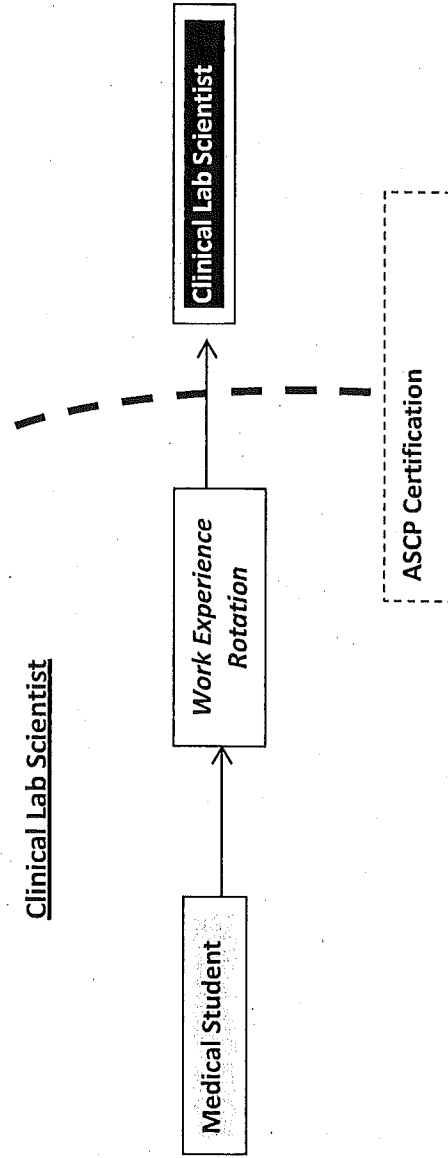 Clinical Lab Scientist
Medical Student
Work Experience
Rotation
Clinical Lab Scientist
ASCP Certification